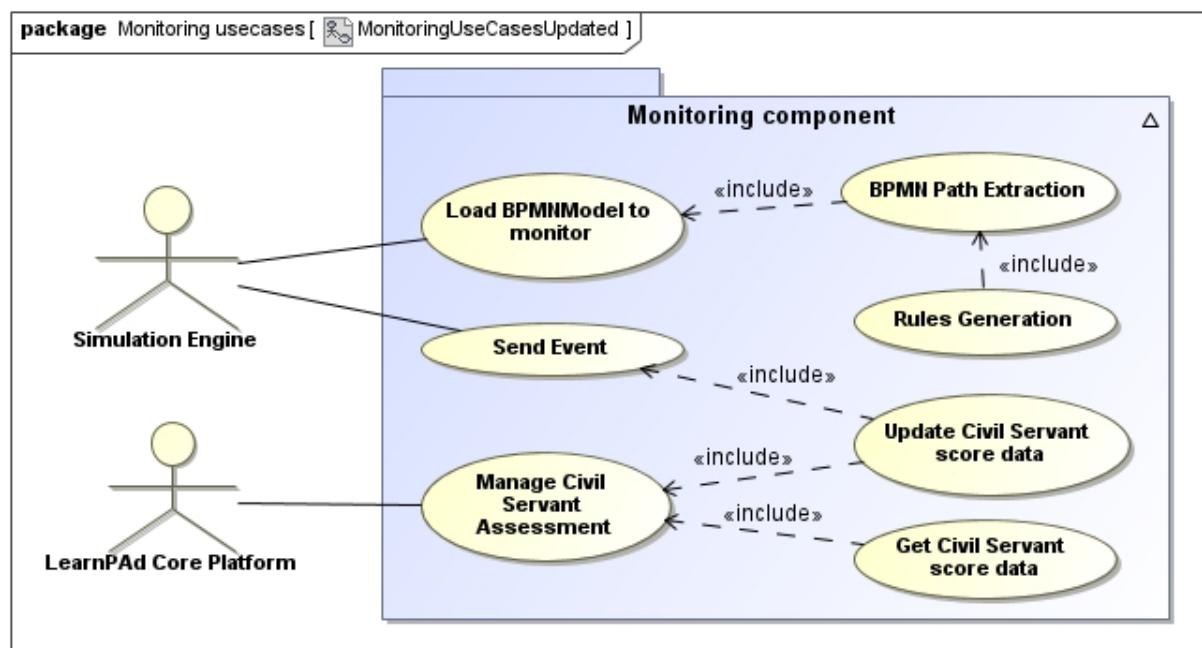 package Monitoring usecases [ MonitoringUseCasesUpdated ]
Monitoring component
Load BPMNModel to
monitor
«include»
BPMN Path Extraction
«include»
Rules Generation
Simulation Engine
Send Event
«include»
Update Civil Servant
score data
«include»
Manage Civil
Servant
Assessment
«include»
Get Civil Servant
score data
LearnPAd Core Platform